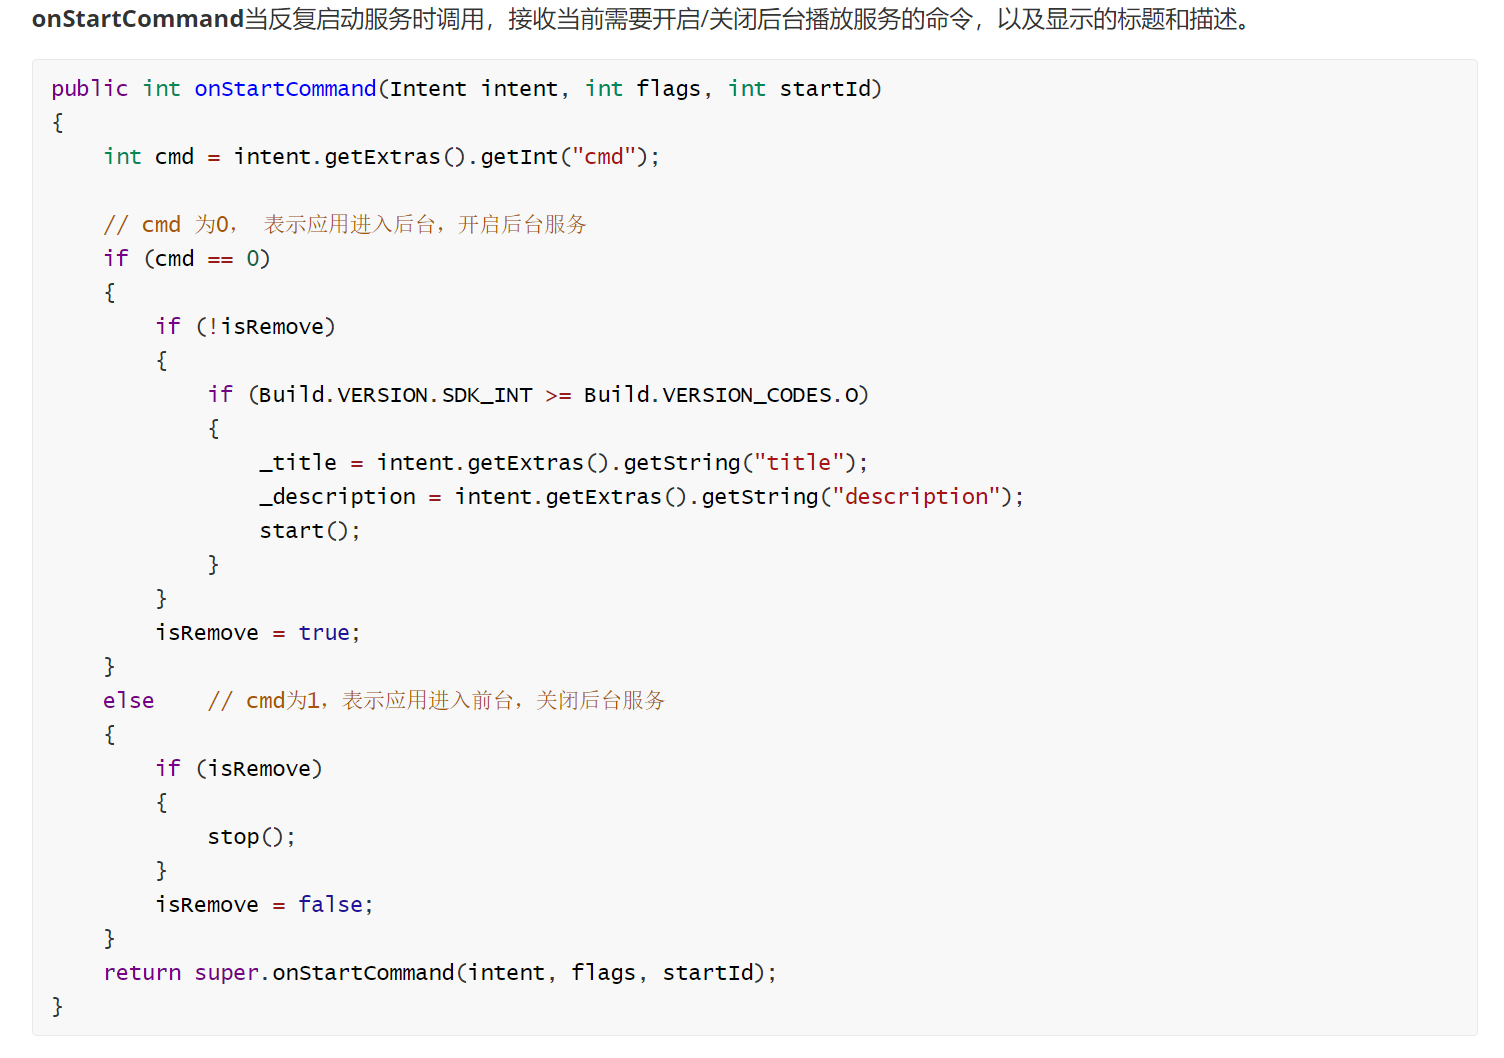 onStartCommand当反复启动服务时调用，接收当前需要开启/关闭后台播放服务的命令，以及显示的标题和描述。
public int onStartCommand(Intent intent, int flags, int startId)
{
    int cmd = intent.getExtras().getInt("cmd");

    // cmd 为0， 表示应用进入后台，开启后台服务
    if (cmd == 0)
    {
        if (!isRemove)
        {
            if (Build.VERSION.SDK_INT >= Build.VERSION_CODES.O)
            {
                _title = intent.getExtras().getString("title");
                _description = intent.getExtras().getString("description");
                start();
            }
        }
        isRemove = true;
    }
    else    // cmd为1，表示应用进入前台，关闭后台服务
    {
        if (isRemove)
        {
            stop();
        }
        isRemove = false;
    }
    return super.onStartCommand(intent, flags, startId);
}